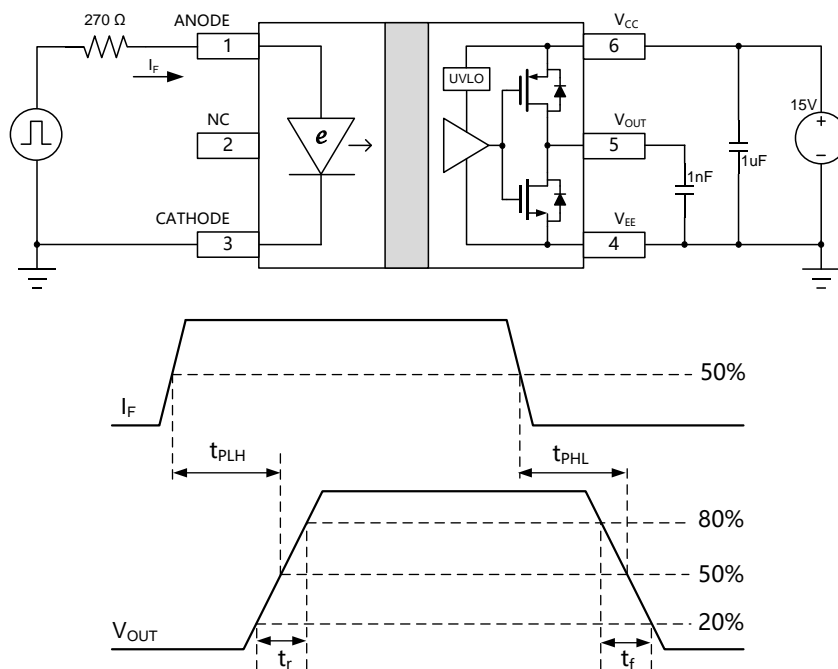 270 Ω
ANODE
1
I_F
NC
2
CATHODE
3
e
UVLO
V_CC
6
V_OUT
5
V_EE
4
1nF
1uF
15V
+
−
I_F
50%
t_PLH
t_PHL
80%
50%
20%
V_OUT
t_r
t_f